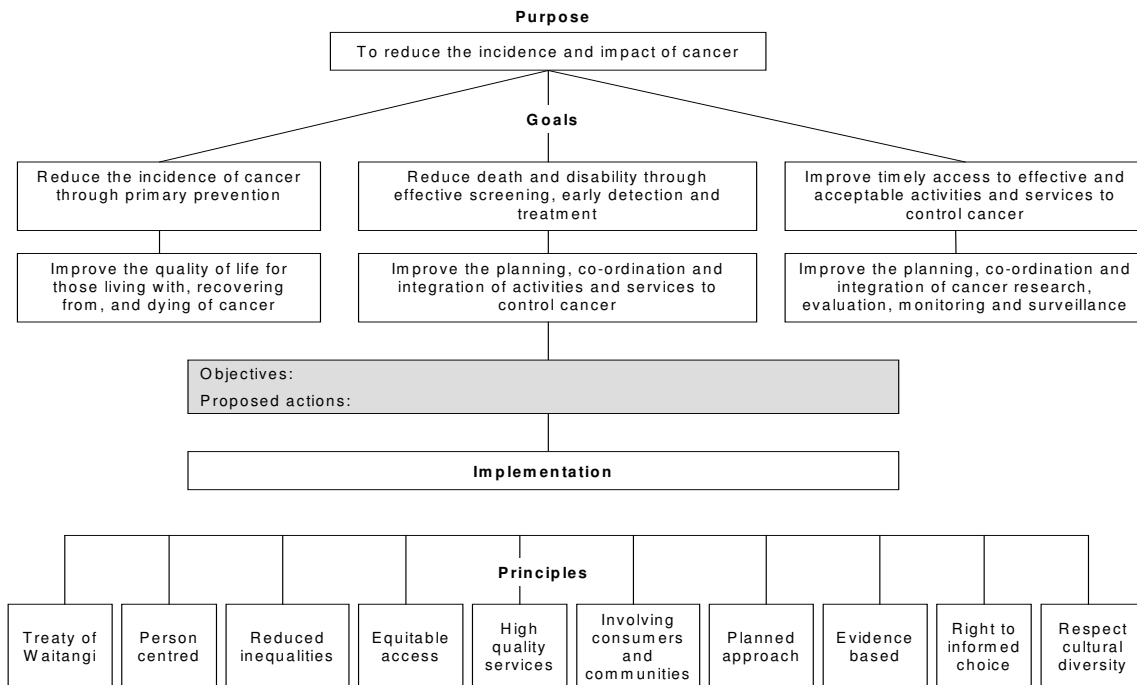 Purpose
To reduce the incidence and impact of cancer
Goals
Reduce the incidence of cancer
through primary prevention
Reduce death and disability through
effective screening, early detection and
treatment
Improve timely access to effective and
acceptable activities and services to
control cancer
Improve the quality of life for
those living with, recovering
from, and dying of cancer
Improve the planning, co-ordination and
integration of activities and services to
control cancer
Improve the planning, co-ordination and
integration of cancer research,
evaluation, monitoring and surveillance
Objectives:
Proposed actions:
Implementation
Principles
Treaty of
Waitangi
Person
centred
Reduced
inequalities
Equitable
access
High
quality
services
Involving
consumers
and
communities
Planned
approach
Evidence
based
Right to
informed
choice
Respect
cultural
diversity